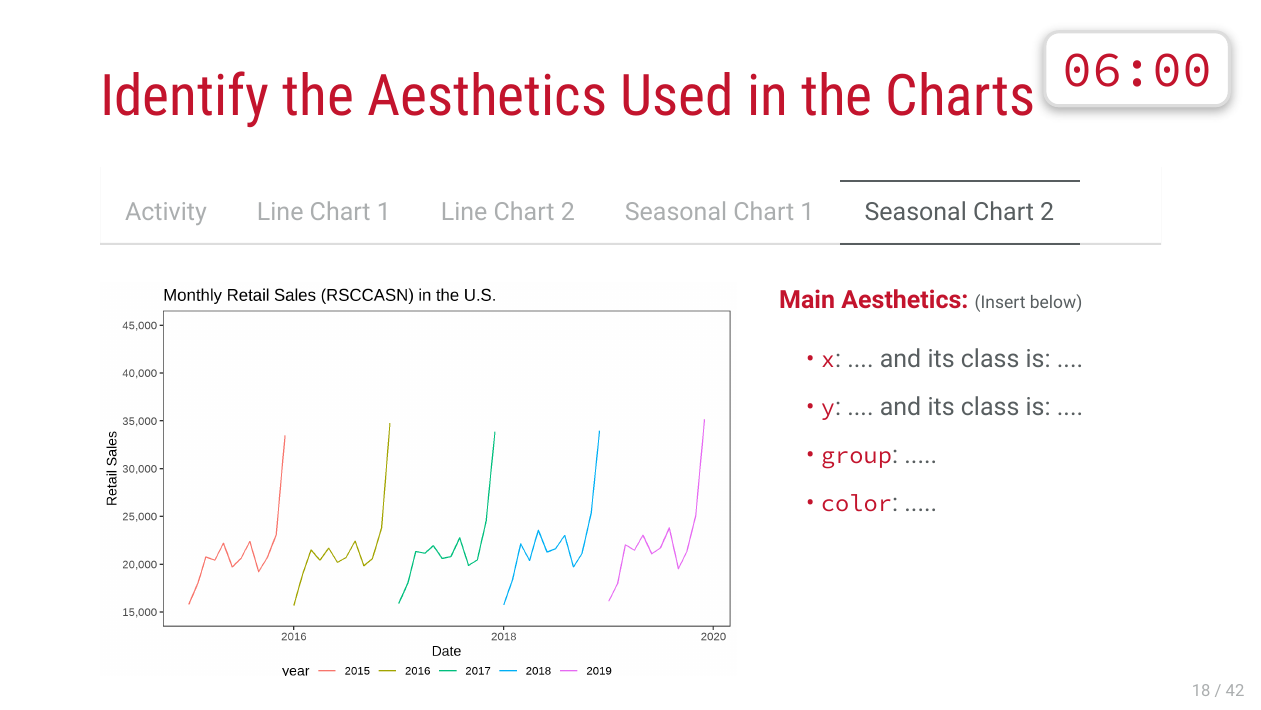 Identify the Aesthetics Used in the Charts
06:00
Activity
Line Chart 1
Line Chart 2
Seasonal Chart 1
Seasonal Chart 2
Monthly Retail Sales (RSCCASN) in the U.S.
45,000
40,000
35,000
30,000
25,000
20,000
15,000
Retail Sales
2016
2018
2020
Date
year 2015 2016 2017 2018 2019
Main Aesthetics: (Insert below)
• x: .... and its class is: ....
• y: .... and its class is: ....
• group: .....
• color: .....
18 / 42